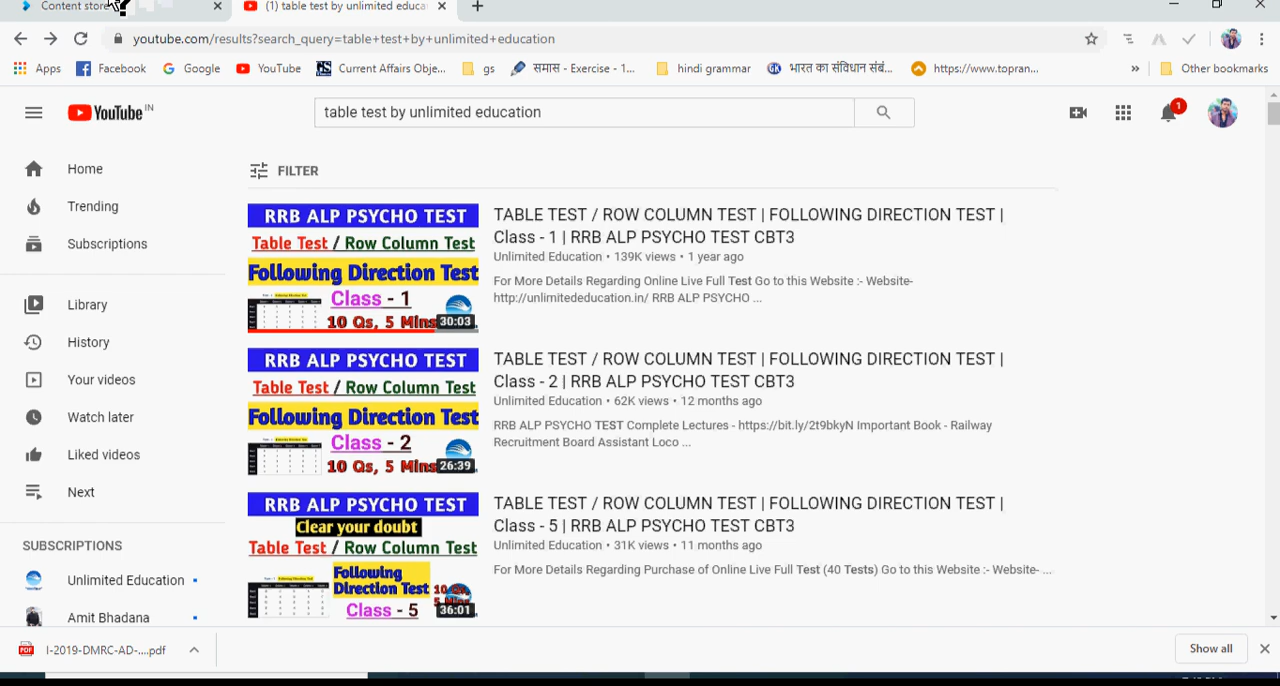 Content store
(1) table test by unlimited educa
youtube.com/results?search_query=table+test+by+unlimited+education
Apps
Facebook
Google
YouTube
Current Affairs Obje...
gs
समास - Exercise - 1...
hindi grammar
भारत का संविधान संबं...
https://www.topran...
»
Other bookmarks
YouTube IN
table test by unlimited education
1
Home
Trending
Subscriptions
Library
History
Your videos
Watch later
Liked videos
Next
SUBSCRIPTIONS
Unlimited Education
Amit Bhadana
FILTER
RRB ALP PSYCHO TEST
Table Test / Row Column Test
Following Direction Test
Class - 1
10 Qs, 5 Mins
30:03
TABLE TEST / ROW COLUMN TEST | FOLLOWING DIRECTION TEST |
Class - 1 | RRB ALP PSYCHO TEST CBT3
Unlimited Education • 139K views • 1 year ago
For More Details Regarding Online Live Full Test Go to this Website :- Website-
http://unlimitededucation.in/ RRB ALP PSYCHO ...
RRB ALP PSYCHO TEST
Table Test / Row Column Test
Following Direction Test
Class - 2
10 Qs, 5 Mins
26:39
TABLE TEST / ROW COLUMN TEST | FOLLOWING DIRECTION TEST |
Class - 2 | RRB ALP PSYCHO TEST CBT3
Unlimited Education • 62K views • 12 months ago
RRB ALP PSYCHO TEST Complete Lectures - https://bit.ly/2t9bkyN Important Book - Railway
Recruitment Board Assistant Loco ...
RRB ALP PSYCHO TEST
Clear your doubt
Table Test / Row Column Test
Following
Direction Test
Class - 5
36:01
TABLE TEST / ROW COLUMN TEST | FOLLOWING DIRECTION TEST |
Class - 5 | RRB ALP PSYCHO TEST CBT3
Unlimited Education • 31K views • 11 months ago
For More Details Regarding Purchase of Online Live Full Test (40 Tests) Go to this Website :- Website- ...
PDF
I-2019-DMRC-AD-....pdf
Show all